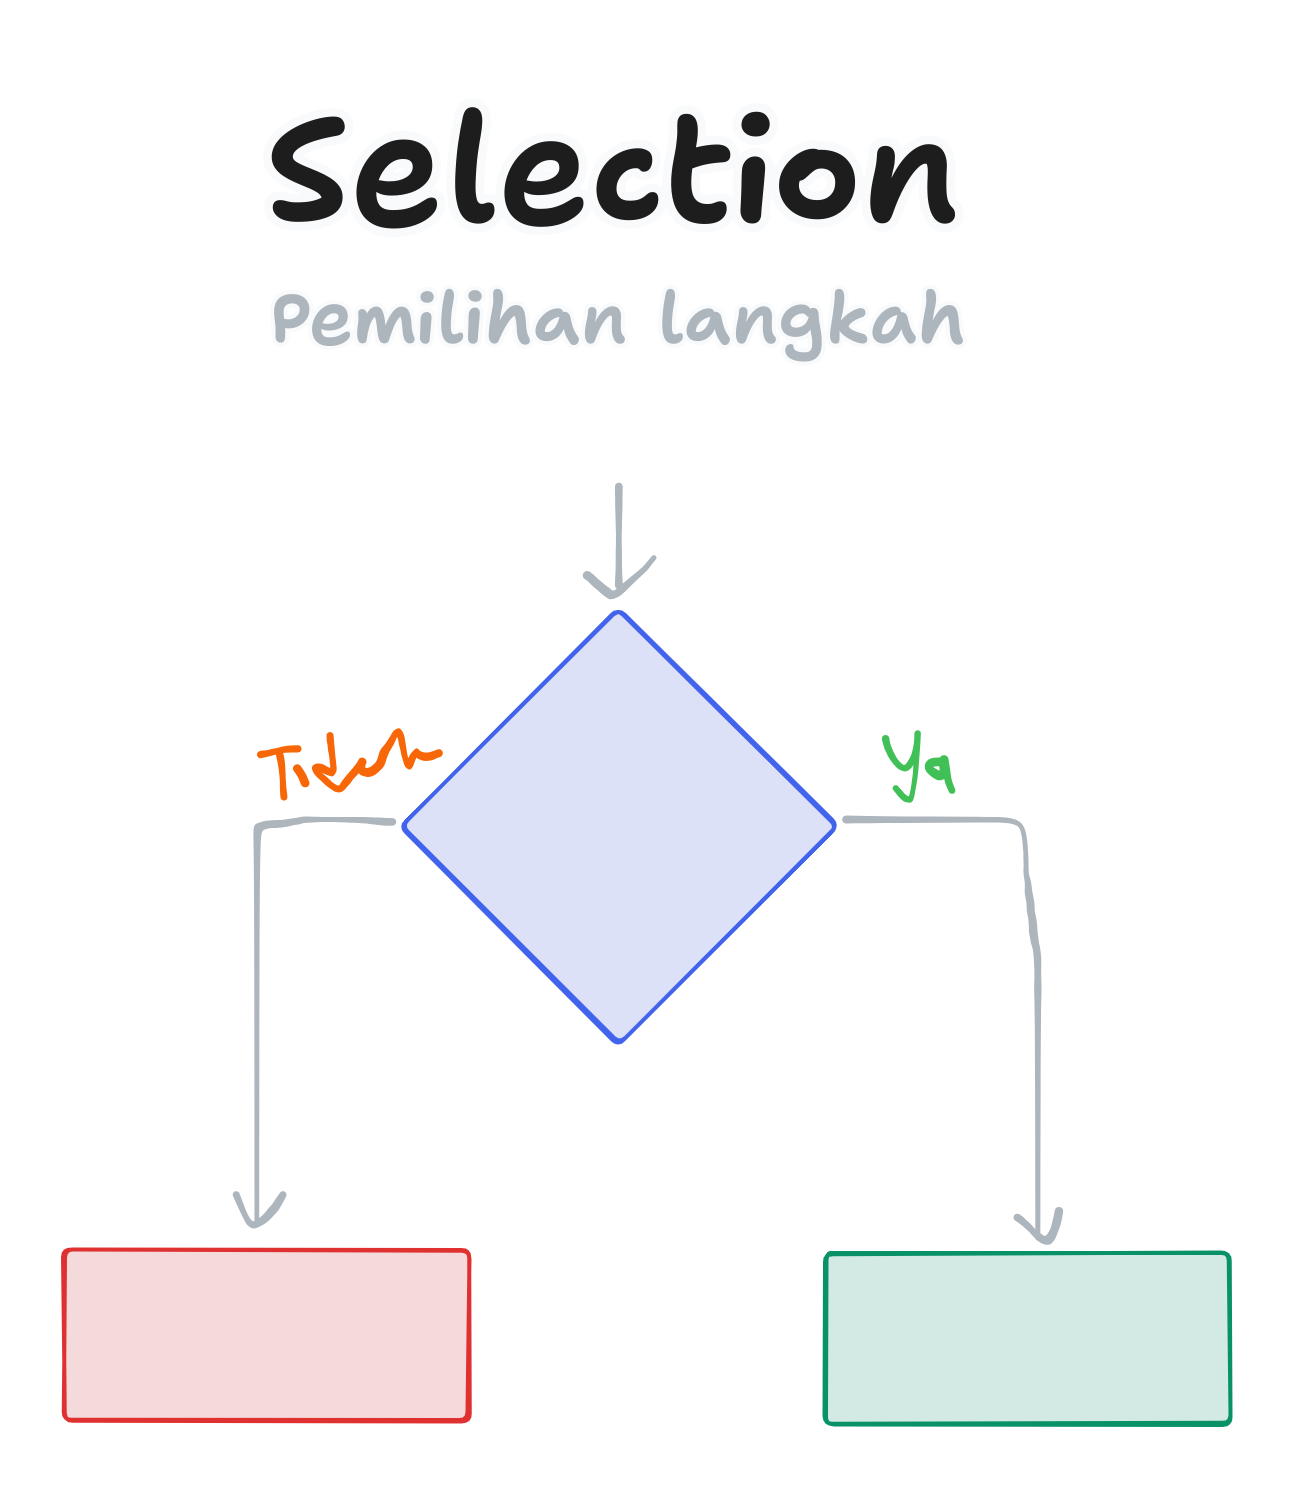 Selection
Pemilihan langkah
Tidak
Ya